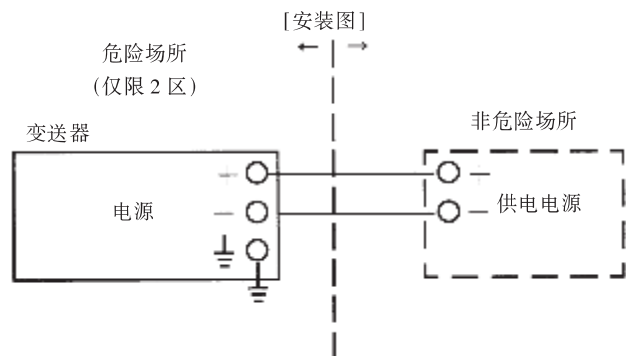 [安装图]
← →
危险场所
(仅限 2 区)
变送器
非危险场所
+
+
电源
供电电源
−
−